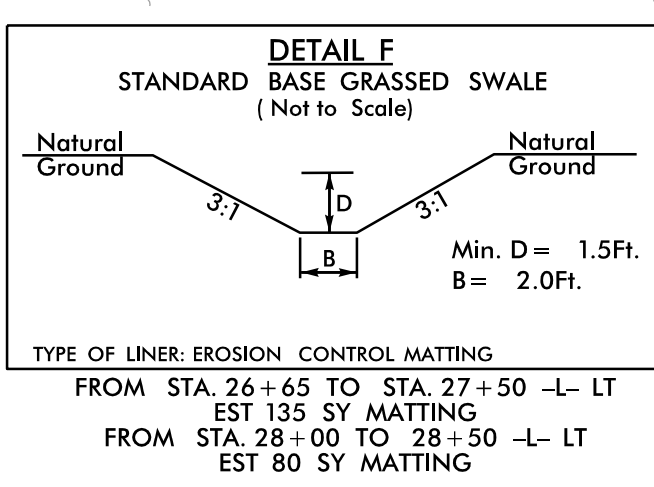 DETAIL F
STANDARD BASE GRASSED SWALE
( Not to Scale)
Natural
Ground
Natural
Ground
3:1
D
3:1
B
Min. D = 1.5Ft.
B = 2.0Ft.
TYPE OF LINER: EROSION CONTROL MATTING
FROM STA. 26+65 TO STA. 27+50 -L- LT
EST 135 SY MATTING
FROM STA. 28+00 TO 28+50 -L- LT
EST 80 SY MATTING